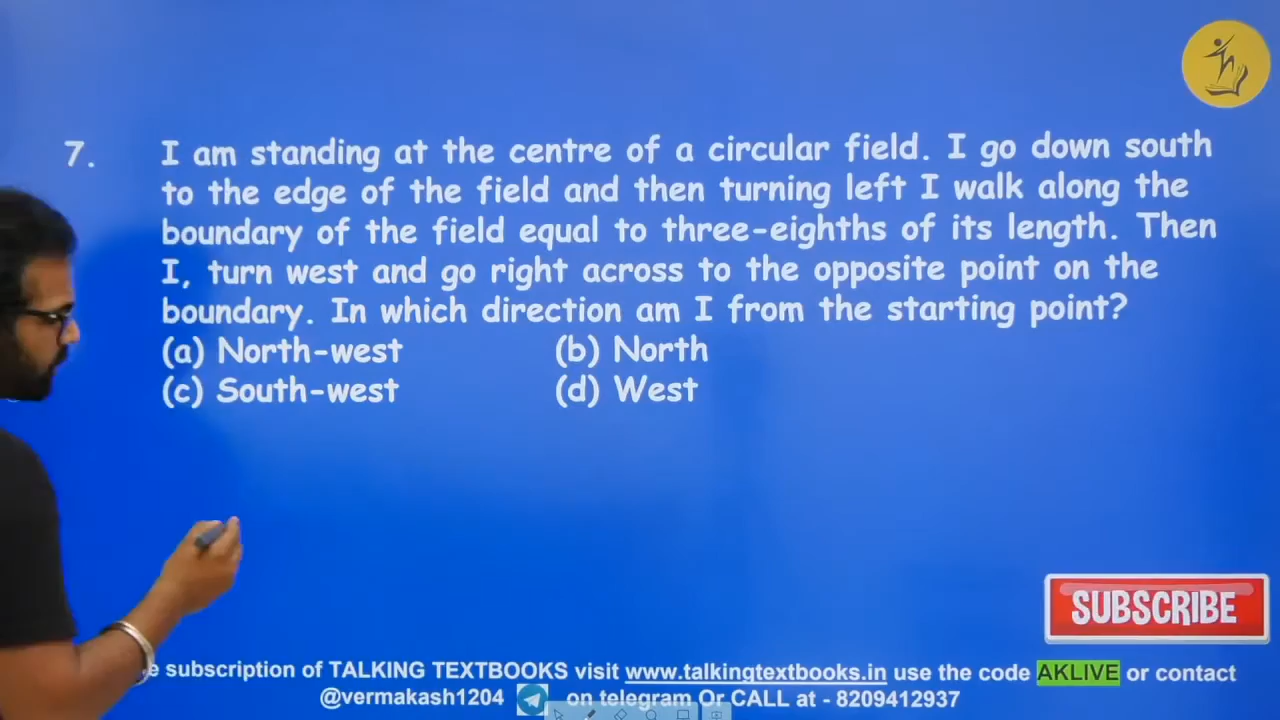 7. I am standing at the centre of a circular field. I go down south
to the edge of the field and then turning left I walk along the
boundary of the field equal to three-eighths of its length. Then
I, turn west and go right across to the opposite point on the
boundary. In which direction am I from the starting point?
(a) North-west (b) North
(c) South-west (d) West
SUBSCRIBE
subscription of TALKING TEXTBOOKS visit www.talkingtextbooks.in use the code AKLIVE or contact
@vermakash1204 on telegram Or CALL at - 8209412937